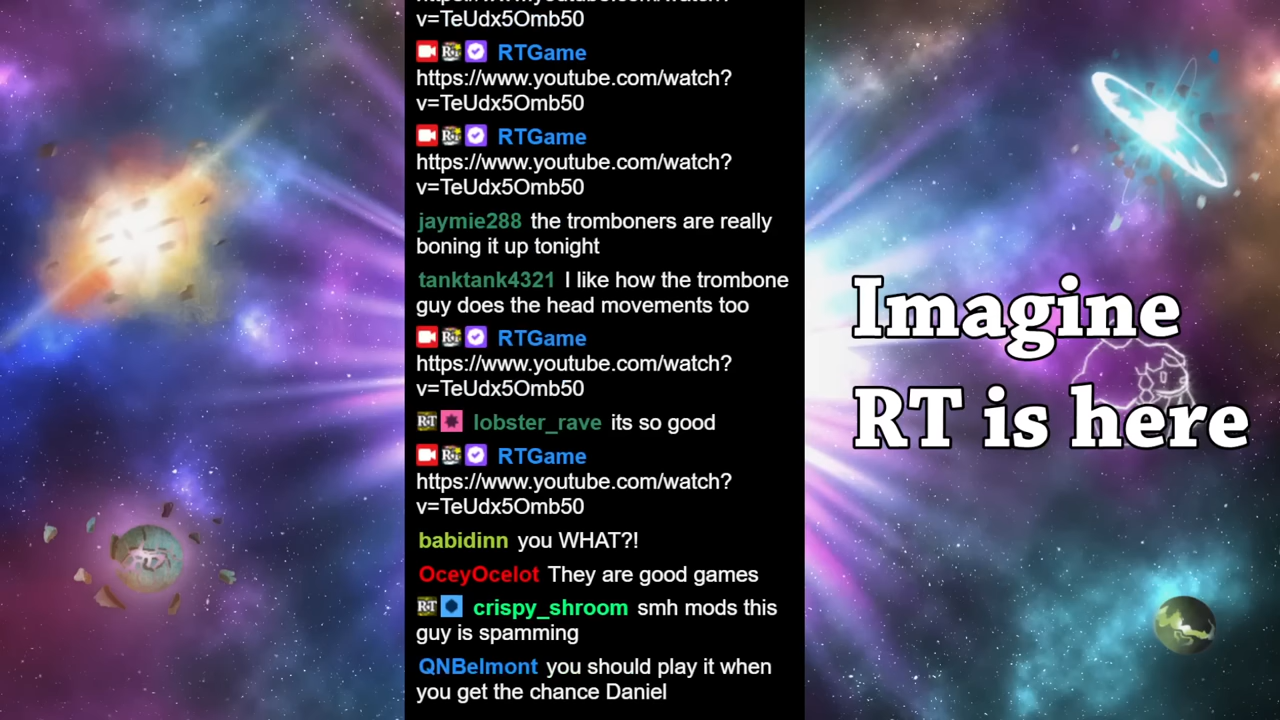 v=TeUdx5Omb50
RTGame
https://www.youtube.com/watch?
v=TeUdx5Omb50
RTGame
https://www.youtube.com/watch?
v=TeUdx5Omb50
jaymie288 the tromboners are really
boning it up tonight
tanktank4321 I like how the trombone
guy does the head movements too
RTGame
https://www.youtube.com/watch?
v=TeUdx5Omb50
lobster_rave its so good
RTGame
https://www.youtube.com/watch?
v=TeUdx5Omb50
babidinn you WHAT?!
OceyOcelot They are good games
crispy_shroom smh mods this
guy is spamming
QNBelmont you should play it when
you get the chance Daniel
Imagine
RT is here